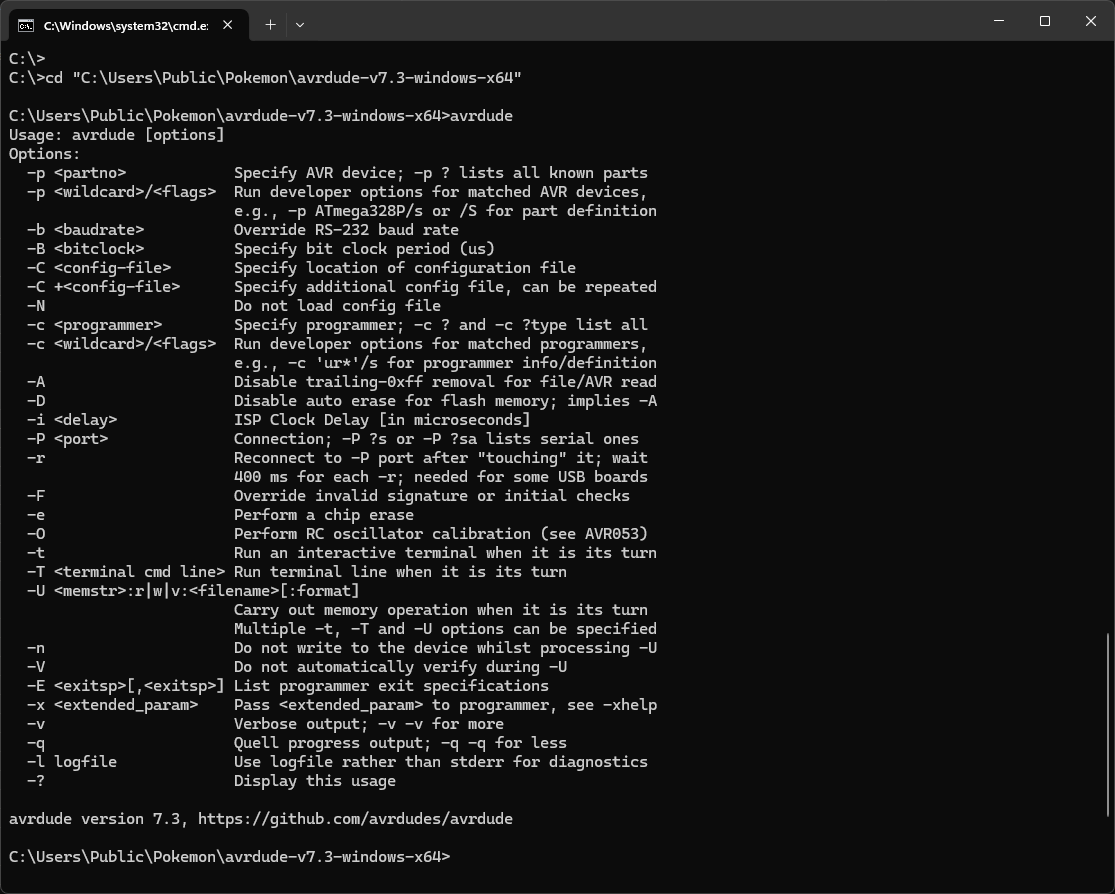 C:\Windows\system32\cmd.e:
C:\>
C:\>cd "C:\Users\Public\Pokemon\avrdude-v7.3-windows-x64"
C:\Users\Public\Pokemon\avrdude-v7.3-windows-x64>avrdude
Usage: avrdude [options]
Options:
  -p <partno>            Specify AVR device; -p ? lists all known parts
  -p <wildcard>/<flags>  Run developer options for matched AVR devices,
                         e.g., -p ATmega328P/s or /S for part definition
  -b <baudrate>          Override RS-232 baud rate
  -B <bitclock>          Specify bit clock period (us)
  -C <config-file>       Specify location of configuration file
  -C +<config-file>      Specify additional config file, can be repeated
  -N                     Do not load config file
  -c <programmer>        Specify programmer; -c ? and -c ?type list all
  -c <wildcard>/<flags>  Run developer options for matched programmers,
                         e.g., -c 'ur*'/s for programmer info/definition
  -A                     Disable trailing-0xff removal for file/AVR read
  -D                     Disable auto erase for flash memory; implies -A
  -i <delay>             ISP Clock Delay [in microseconds]
  -P <port>              Connection; -P ?s or -P ?sa lists serial ones
  -r                     Reconnect to -P port after "touching" it; wait
                         400 ms for each -r; needed for some USB boards
  -F                     Override invalid signature or initial checks
  -e                     Perform a chip erase
  -O                     Perform RC oscillator calibration (see AVR053)
  -t                     Run an interactive terminal when it is its turn
  -T <terminal cmd line> Run terminal line when it is its turn
  -U <memstr>:r|w|v:<filename>[:format]
                         Carry out memory operation when it is its turn
                         Multiple -t, -T and -U options can be specified
  -n                     Do not write to the device whilst processing -U
  -V                     Do not automatically verify during -U
  -E <exitsp>[,<exitsp>] List programmer exit specifications
  -x <extended_param>    Pass <extended_param> to programmer, see -xhelp
  -v                     Verbose output; -v -v for more
  -q                     Quell progress output; -q -q for less
  -l logfile             Use logfile rather than stderr for diagnostics
  -?                     Display this usage
avrdude version 7.3, https://github.com/avrdudes/avrdude
C:\Users\Public\Pokemon\avrdude-v7.3-windows-x64>